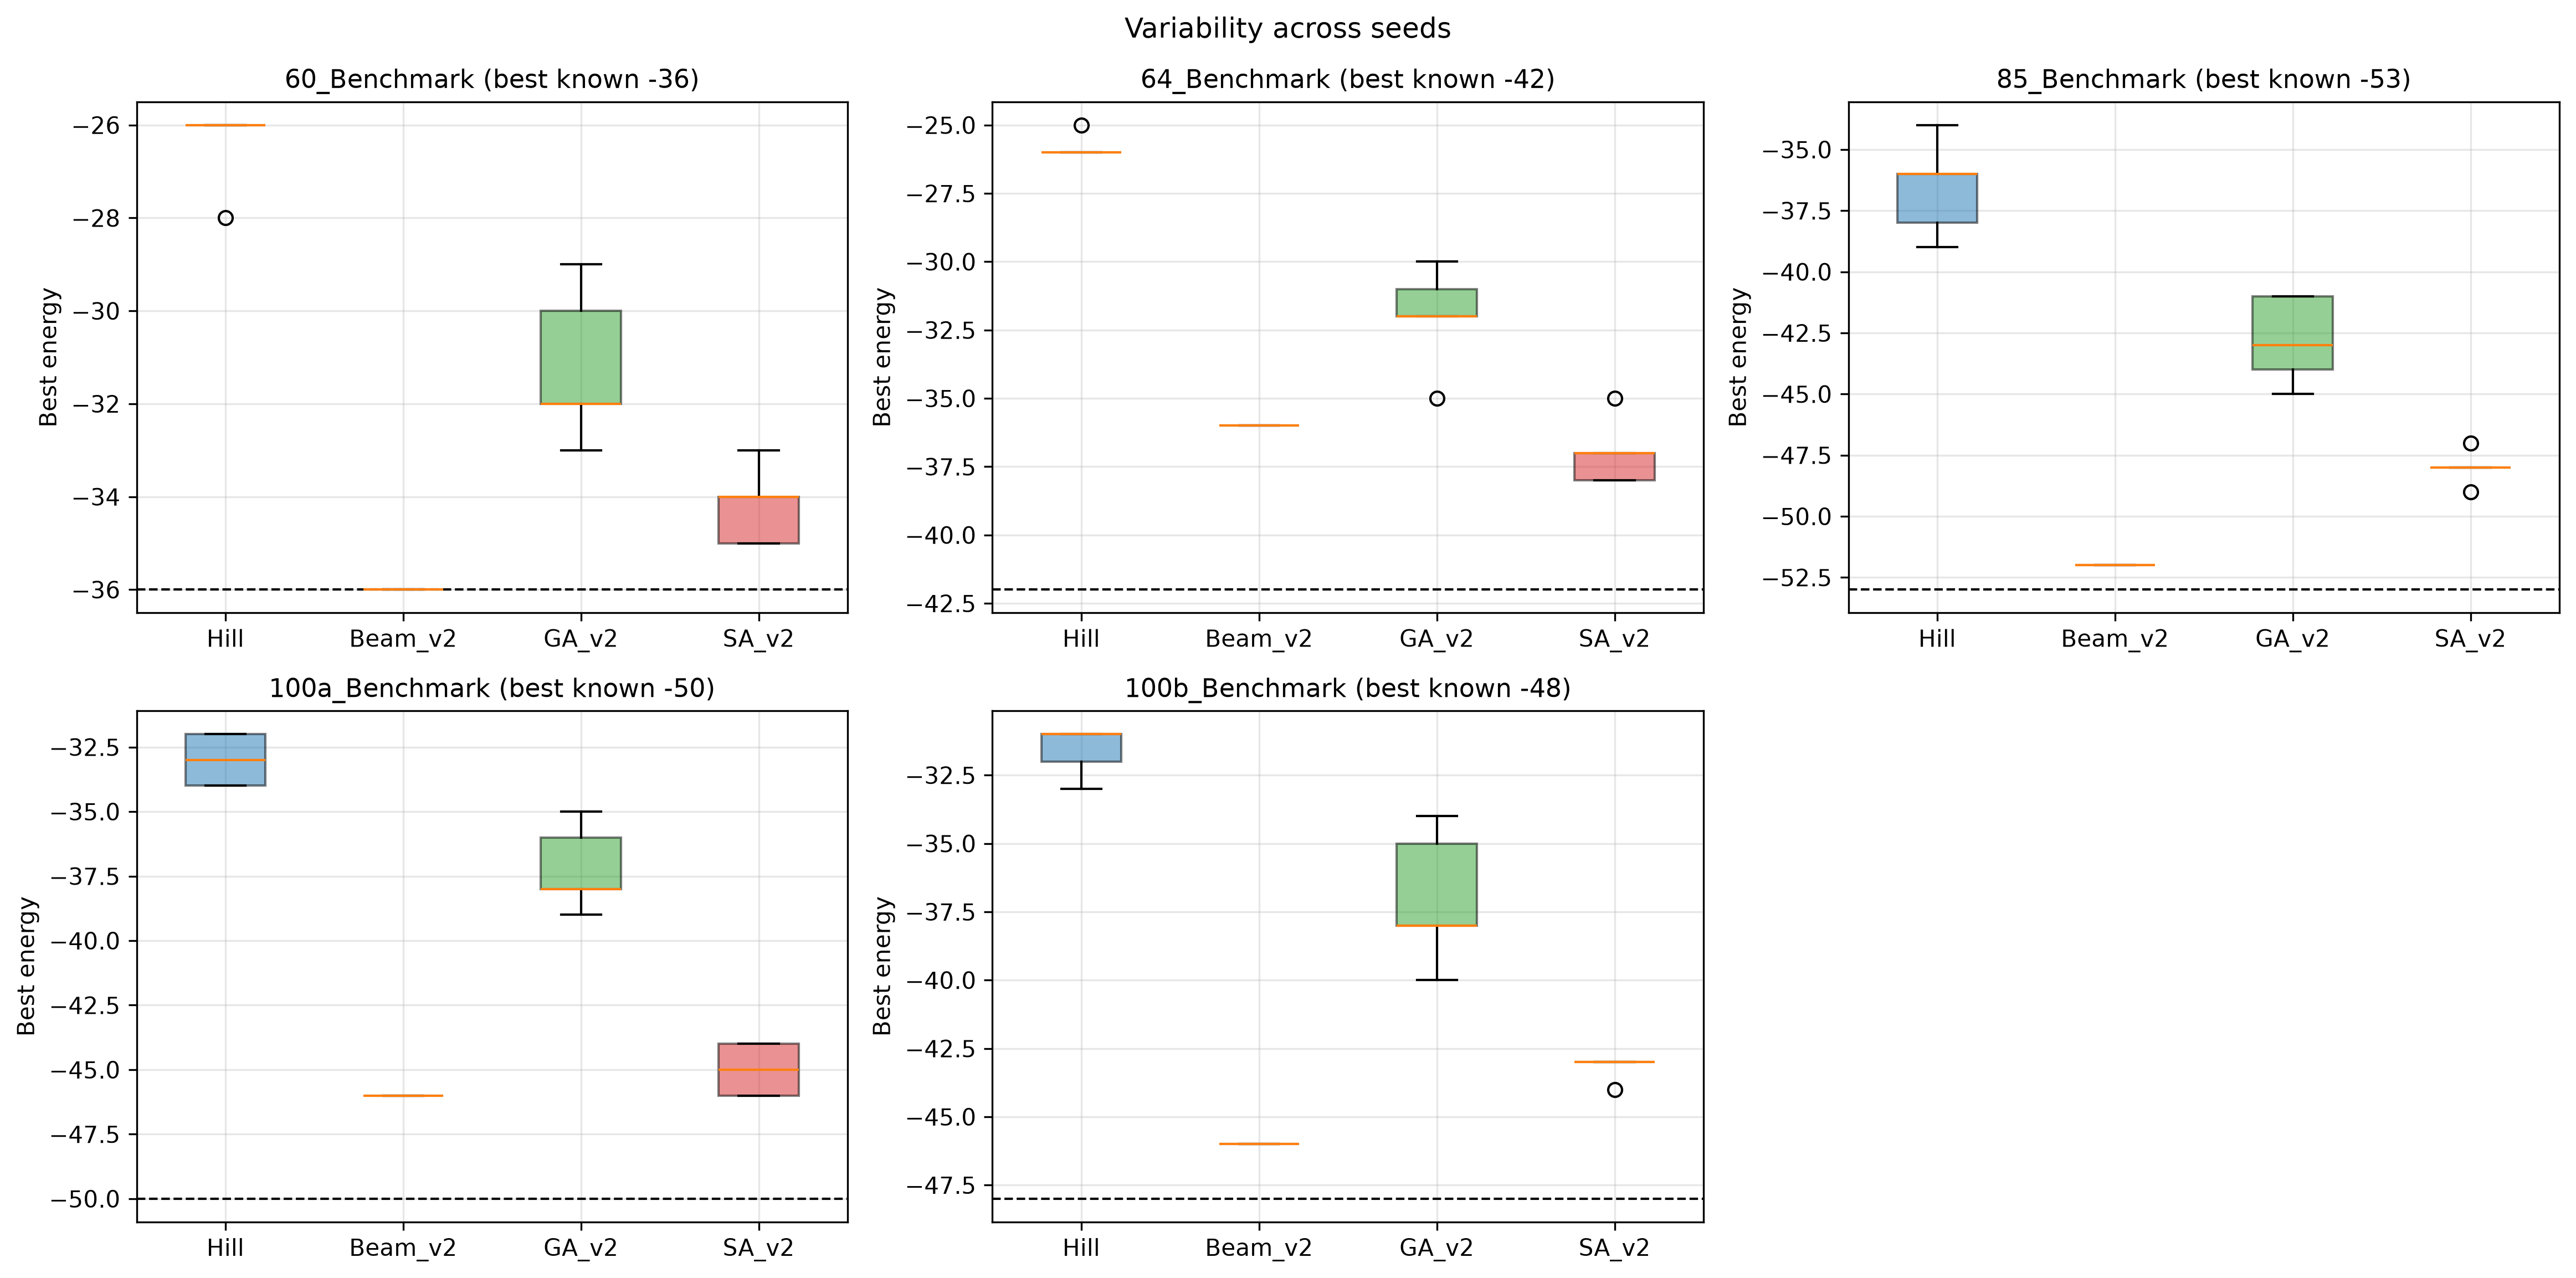 Variability across seeds
60_Benchmark (best known -36)
Best energy
−26
−28
−30
−32
−34
−36
Hill Beam_v2 GA_v2 SA_v2
64_Benchmark (best known -42)
Best energy
−25.0
−27.5
−30.0
−32.5
−35.0
−37.5
−40.0
−42.5
Hill Beam_v2 GA_v2 SA_v2
85_Benchmark (best known -53)
Best energy
−35.0
−37.5
−40.0
−42.5
−45.0
−47.5
−50.0
−52.5
Hill Beam_v2 GA_v2 SA_v2
100a_Benchmark (best known -50)
Best energy
−32.5
−35.0
−37.5
−40.0
−42.5
−45.0
−47.5
−50.0
Hill Beam_v2 GA_v2 SA_v2
100b_Benchmark (best known -48)
Best energy
−32.5
−35.0
−37.5
−40.0
−42.5
−45.0
−47.5
Hill Beam_v2 GA_v2 SA_v2